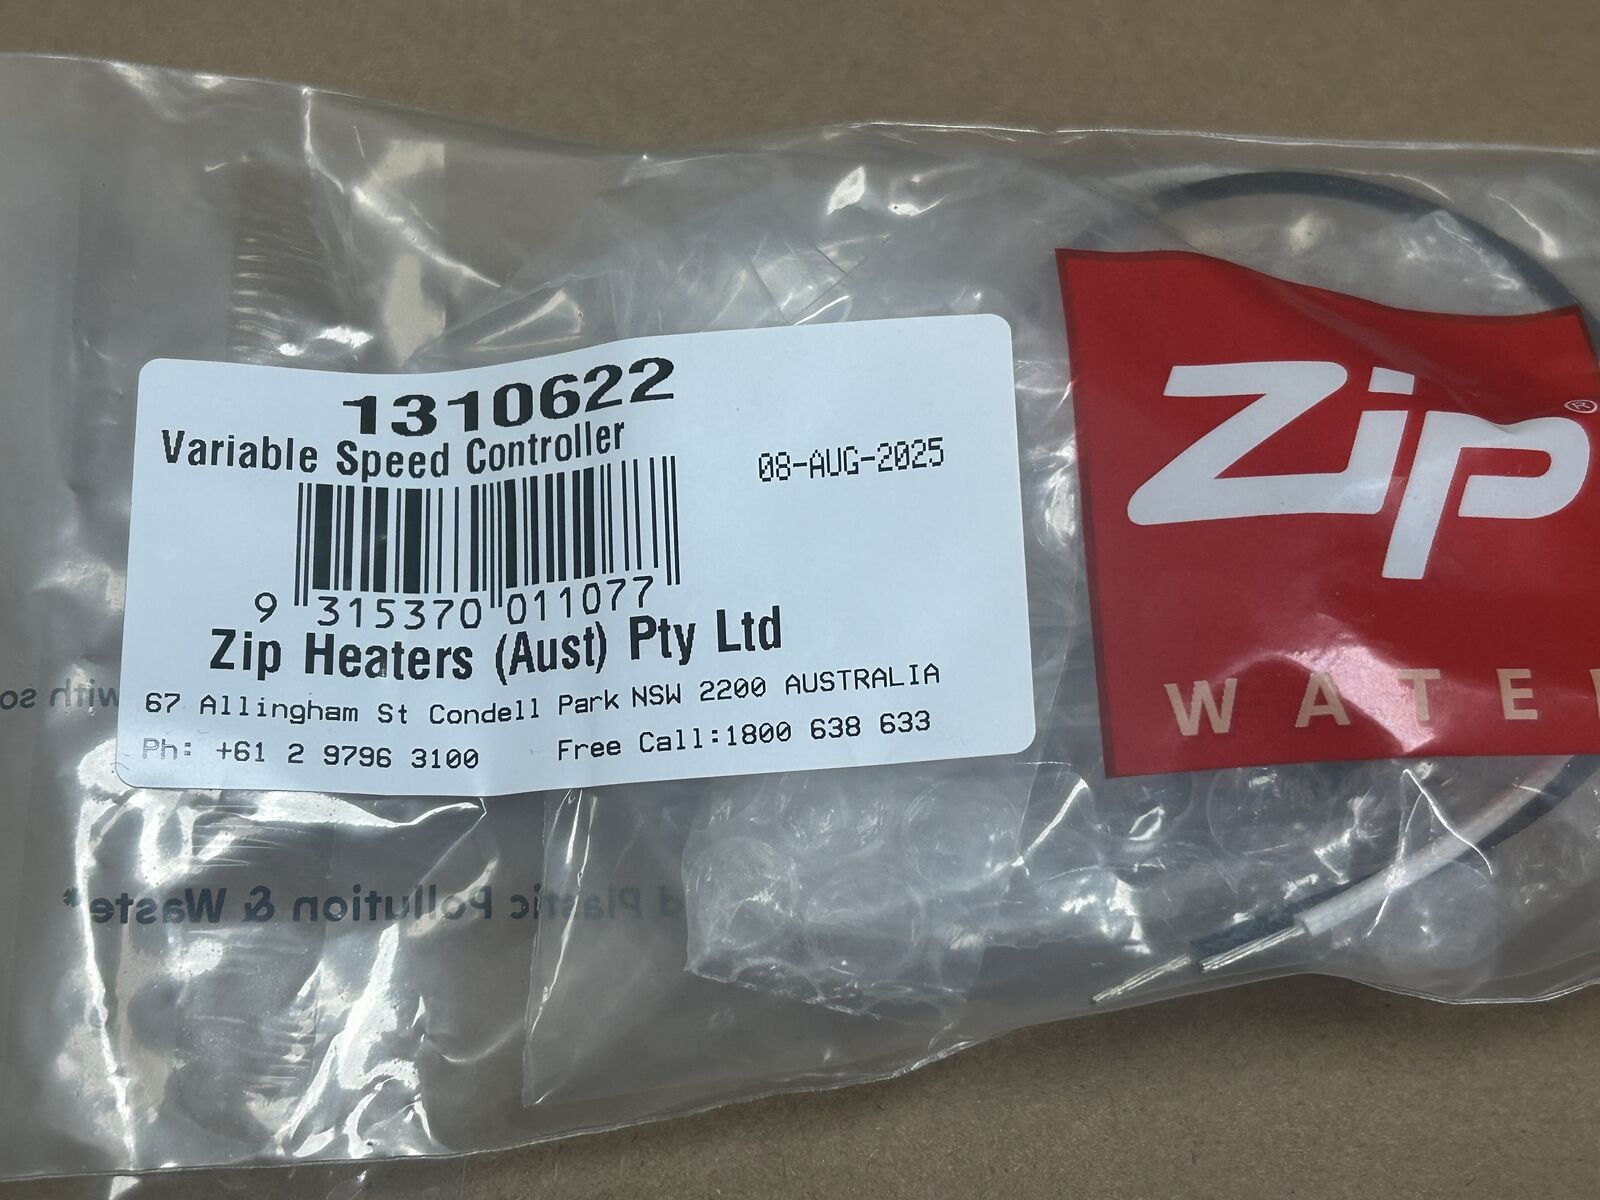 1310622
Variable Speed Controller
08-AUG-2025
9 315370 011077
Zip Heaters (Aust) Pty Ltd
67 Allingham St Condell Park NSW 2200 AUSTRALIA
Ph: +61 2 9796 3100 Free Call:1800 638 633
Zip®
WATE
with so
d Plastic Pollution & Waste*